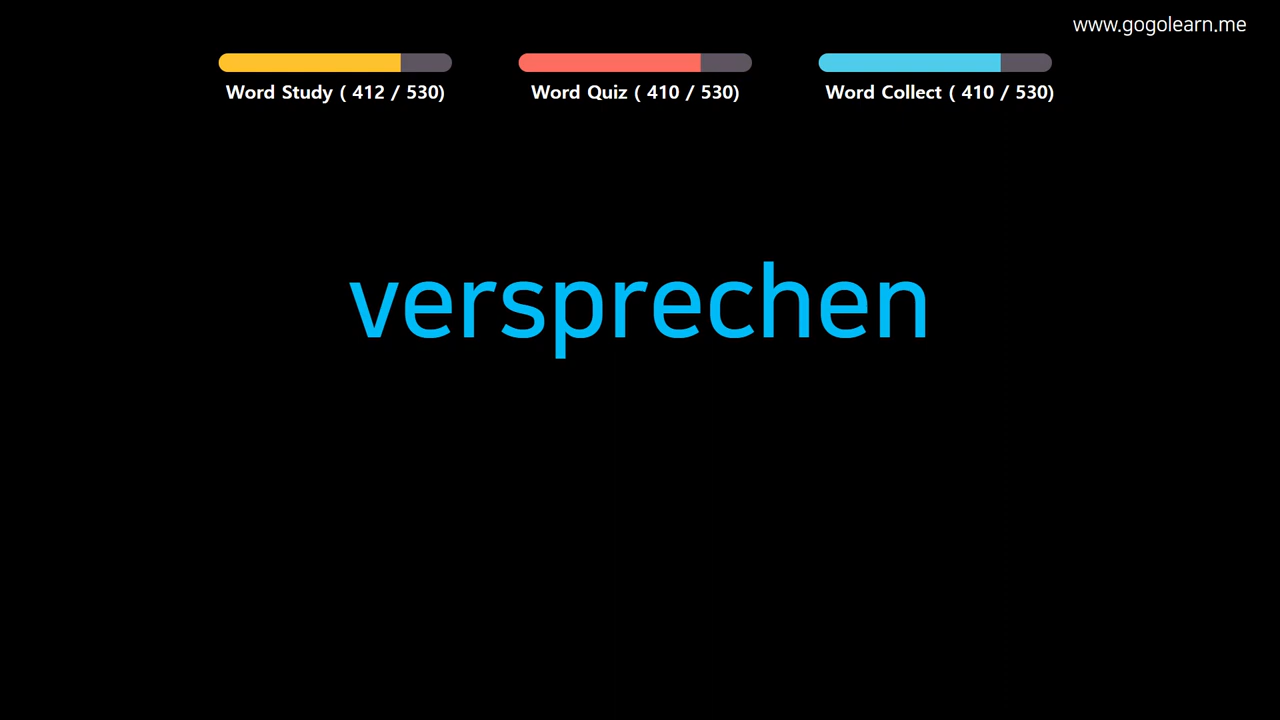 www.gogolearn.me
Word Study ( 412 / 530)
Word Quiz ( 410 / 530)
Word Collect ( 410 / 530)
versprechen